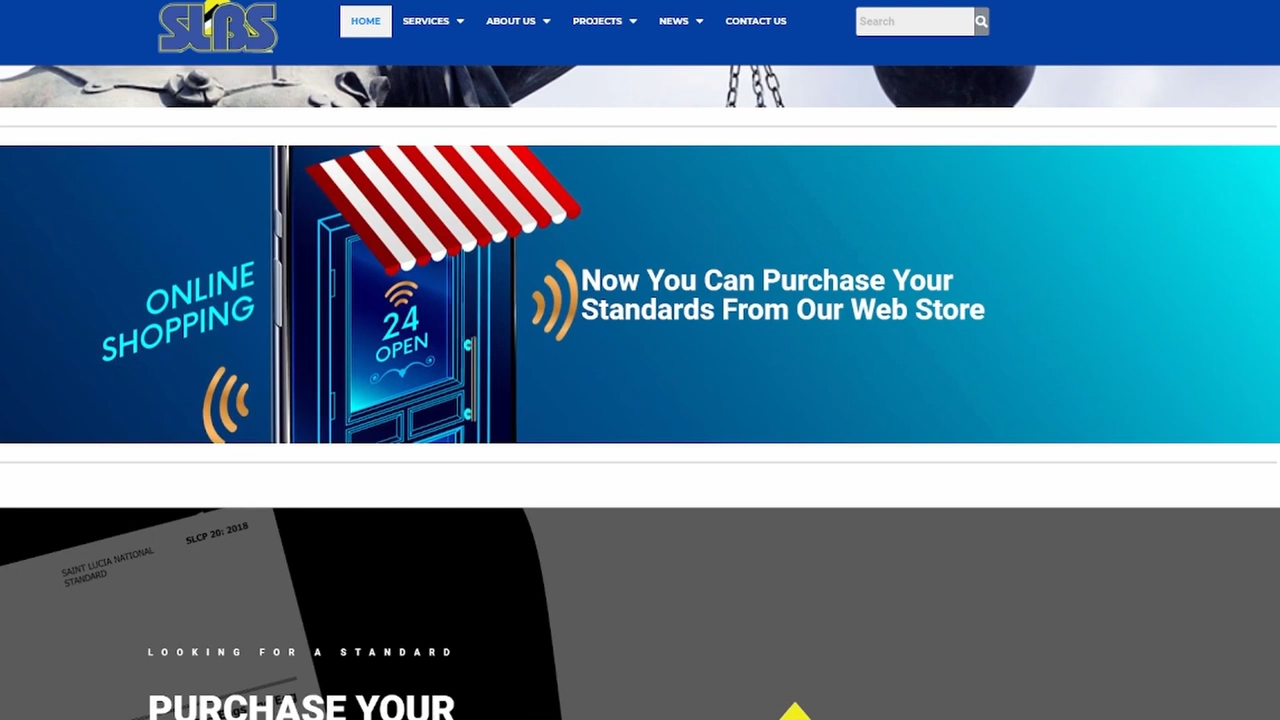 SLBS
HOME SERVICES ABOUT US PROJECTS NEWS CONTACT US Search
ONLINE
SHOPPING
24
OPEN
Now You Can Purchase Your
Standards From Our Web Store
SLCP 20: 2018
SAINT LUCIA NATIONAL
STANDARD
LOOKING FOR A STANDARD
PURCHASE YOUR